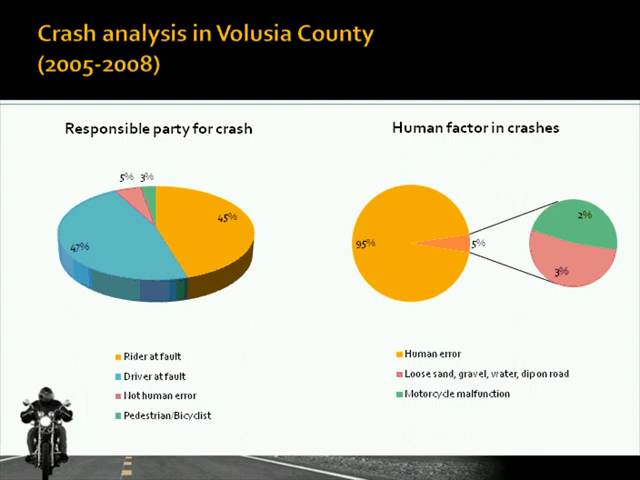 Crash analysis in Volusia County
(2005-2008)
Responsible party for crash
5%
3%
45%
47%
Rider at fault
Driver at fault
Not human error
Pedestrian/Bicyclist
Human factor in crashes
95%
5%
2%
3%
Human error
Loose sand, gravel, water, dip on road
Motorcycle malfunction